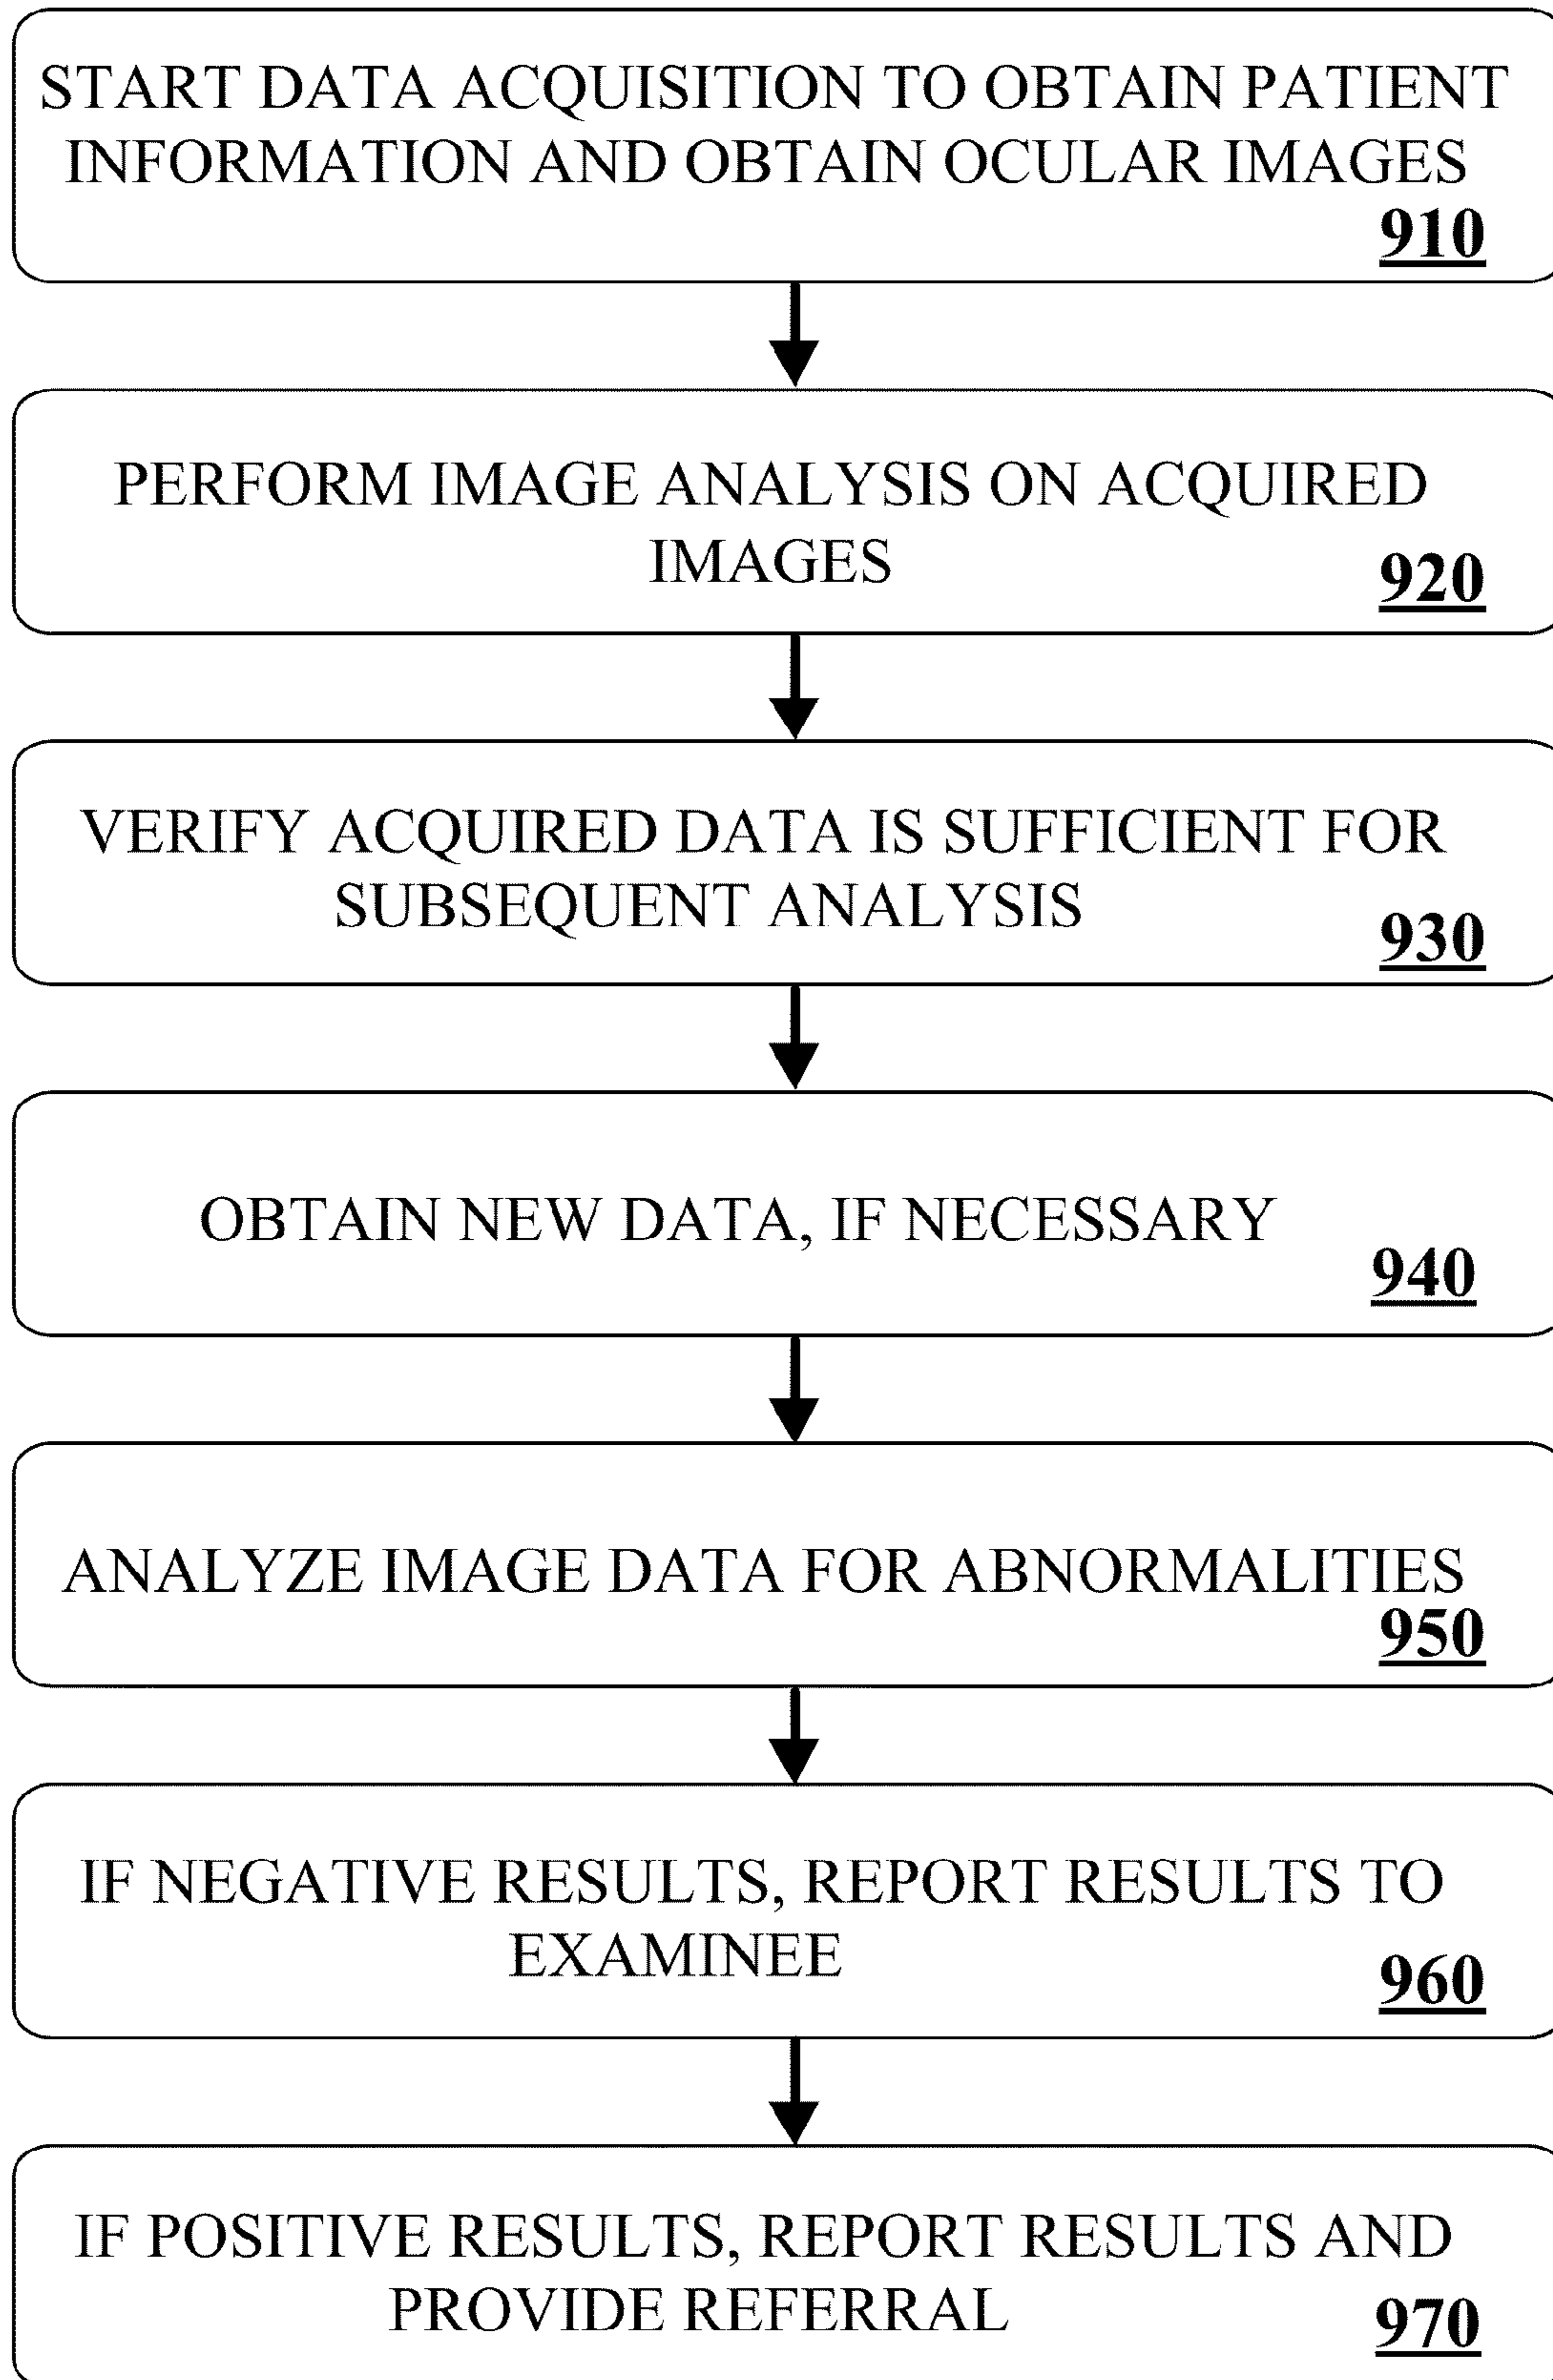 START DATA ACQUISITION TO OBTAIN PATIENT
INFORMATION AND OBTAIN OCULAR IMAGES
910
PERFORM IMAGE ANALYSIS ON ACQUIRED
IMAGES
920
VERIFY ACQUIRED DATA IS SUFFICIENT FOR
SUBSEQUENT ANALYSIS
930
OBTAIN NEW DATA, IF NECESSARY
940
ANALYZE IMAGE DATA FOR ABNORMALITIES
950
IF NEGATIVE RESULTS, REPORT RESULTS TO
EXAMINEE
960
IF POSITIVE RESULTS, REPORT RESULTS AND
PROVIDE REFERRAL
970